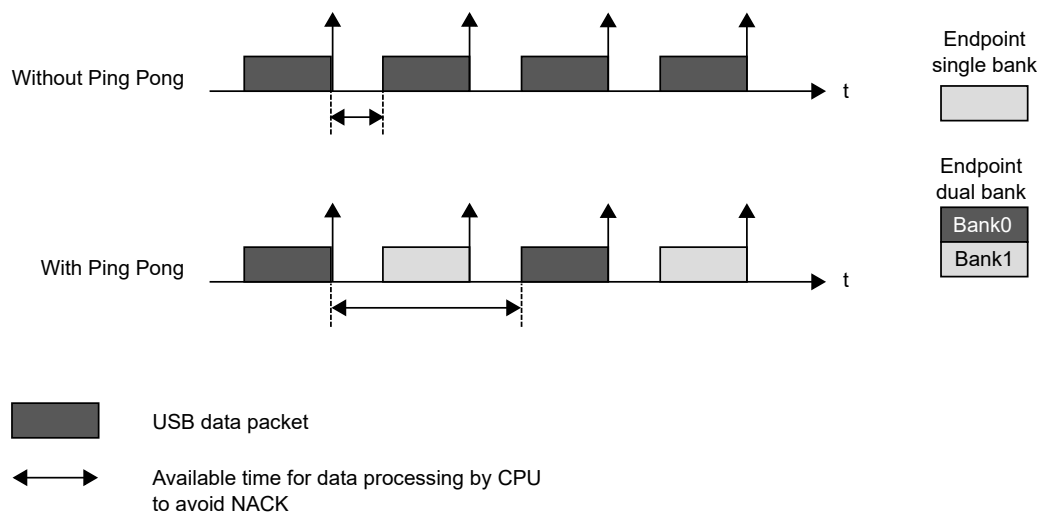 Without Ping Pong
t
Endpoint
single bank
Endpoint
dual bank
Bank0
Bank1
With Ping Pong
t
USB data packet
Available time for data processing by CPU
to avoid NACK